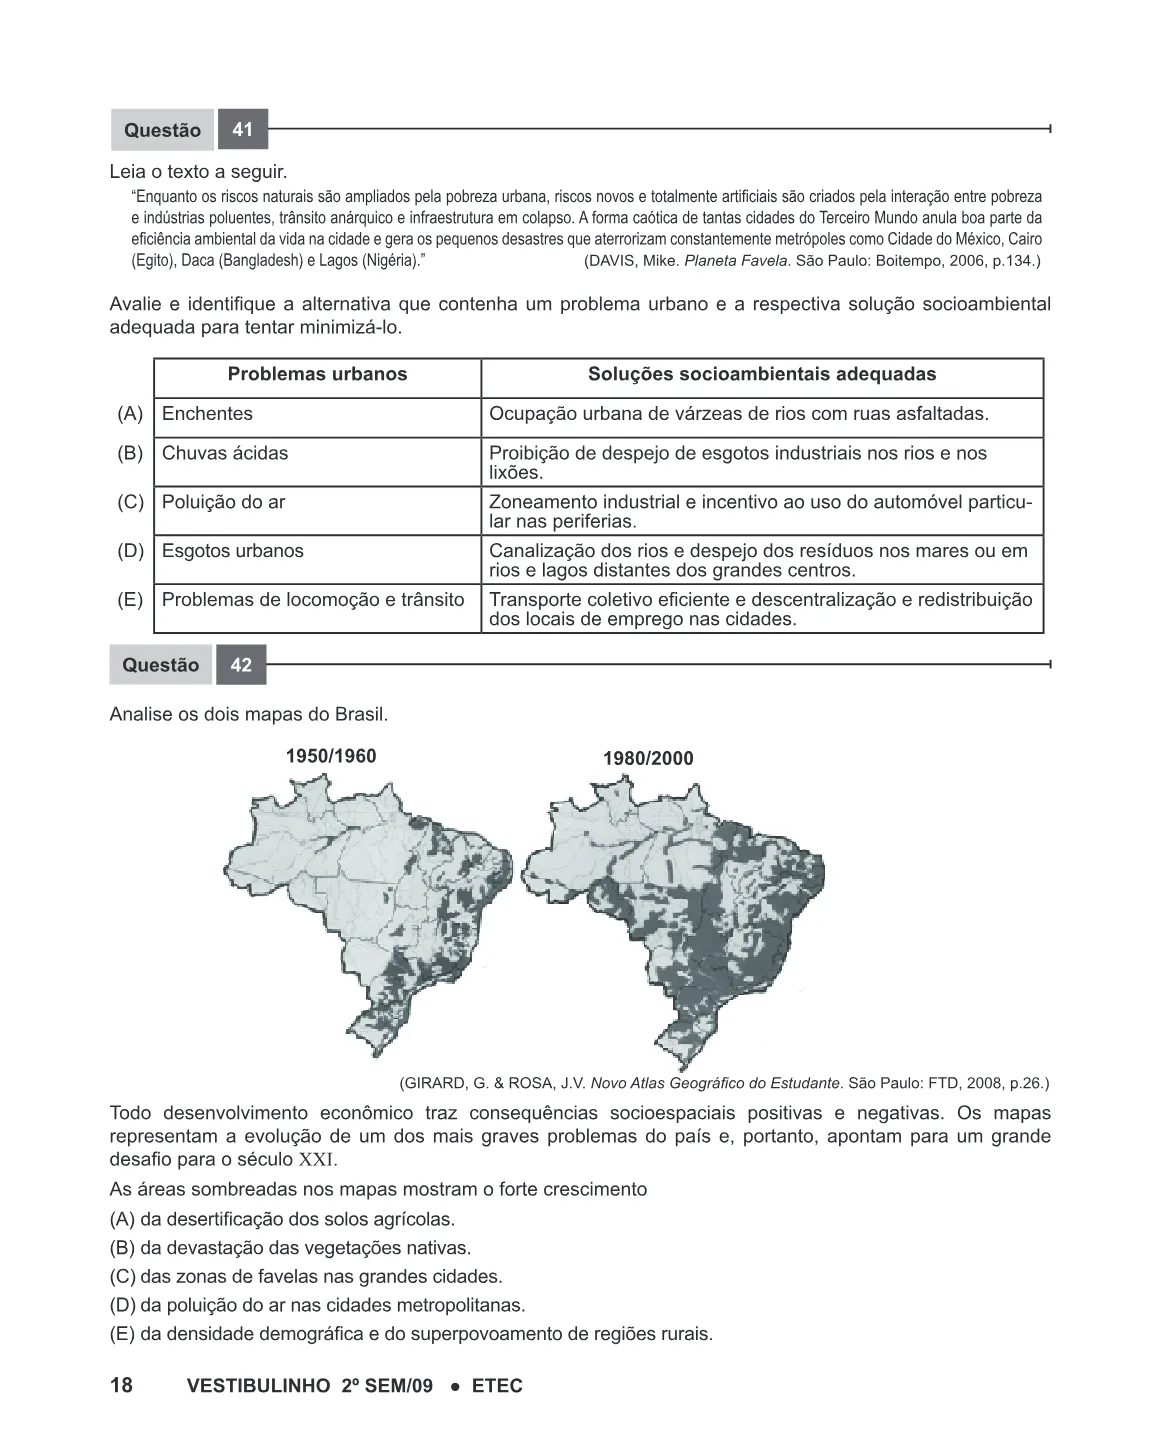 Questão 41
Leia o texto a seguir.
“Enquanto os riscos naturais são ampliados pela pobreza urbana, riscos novos e totalmente artificiais são criados pela interação entre pobreza
e indústrias poluentes, trânsito anárquico e infraestrutura em colapso. A forma caótica de tantas cidades do Terceiro Mundo anula boa parte da
eficiência ambiental da vida na cidade e gera os pequenos desastres que aterrorizam constantemente metrópoles como Cidade do México, Cairo
(Egito), Daca (Bangladesh) e Lagos (Nigéria).” (DAVIS, Mike. Planeta Favela. São Paulo: Boitempo, 2006, p.134.)
Avalie e identifique a alternativa que contenha um problema urbano e a respectiva solução socioambiental
adequada para tentar minimizá-lo.
Problemas urbanos Soluções socioambientais adequadas
(A) Enchentes Ocupação urbana de várzeas de rios com ruas asfaltadas.
(B) Chuvas ácidas Proibição de despejo de esgotos industriais nos rios e nos
lixões.
(C) Poluição do ar Zoneamento industrial e incentivo ao uso do automóvel particu-
lar nas periferias.
(D) Esgotos urbanos Canalização dos rios e despejo dos resíduos nos mares ou em
rios e lagos distantes dos grandes centros.
(E) Problemas de locomoção e trânsito Transporte coletivo eficiente e descentralização e redistribuição
dos locais de emprego nas cidades.
Questão 42
Analise os dois mapas do Brasil.
1950/1960 1980/2000
(GIRARD, G. & ROSA, J.V. Novo Atlas Geográfico do Estudante. São Paulo: FTD, 2008, p.26.)
Todo desenvolvimento econômico traz consequências socioespaciais positivas e negativas. Os mapas
representam a evolução de um dos mais graves problemas do país e, portanto, apontam para um grande
desafio para o século XXI.
As áreas sombreadas nos mapas mostram o forte crescimento
(A) da desertificação dos solos agrícolas.
(B) da devastação das vegetações nativas.
(C) das zonas de favelas nas grandes cidades.
(D) da poluição do ar nas cidades metropolitanas.
(E) da densidade demográfica e do superpovoamento de regiões rurais.
18 VESTIBULINHO 2º SEM/09 ● ETEC